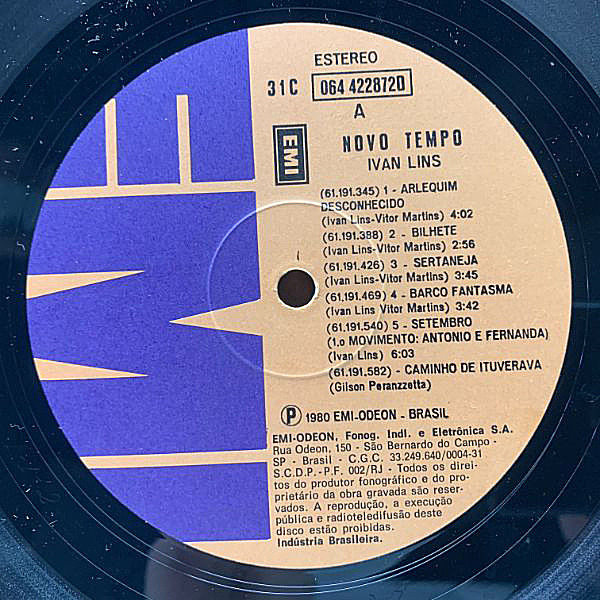 ESTEREO
31C 064 422872D
A
EMI
NOVO TEMPO
IVAN LINS
(61.191.345) 1 - ARLEQUIM
DESCONHECIDO
(Ivan Lins-Vitor Martins) 4:02
(61.191.388) 2 - BILHETE
(Ivan Lins-Vitor Martins) 2:56
(61.191.426) 3 - SERTANEJA
(Ivan Lins-Vitor Martins) 3:45
(61.191.469) 4 - BARCO FANTASMA
(Ivan Lins Vitor Martins) 3:42
(61.191.540) 5 - SETEMBRO
(1.o MOVIMENTO: ANTONIO E FERNANDA)
(Ivan Lins) 6:03
(61.191.582) - CAMINHO DE ITUVERAVA
(Gilson Peranzzetta)
Ⓟ 1980 EMI-ODEON - BRASIL
EMI-ODEON, Fonog. Indl. e Eletrônica S.A.
Rua Odeon, 150 - São Bernardo do Campo -
SP - Brasil - C.G.C. 33.249.640/0004-31
S.C.D.P.-P.F. 002/RJ - Todos os direi-
tos do produtor fonográfico e do pro-
prietário da obra gravada são reser-
vados. A reprodução, a execução
pública e radioteledifusão deste
disco estão proibidas.
Indústria Brasileira.